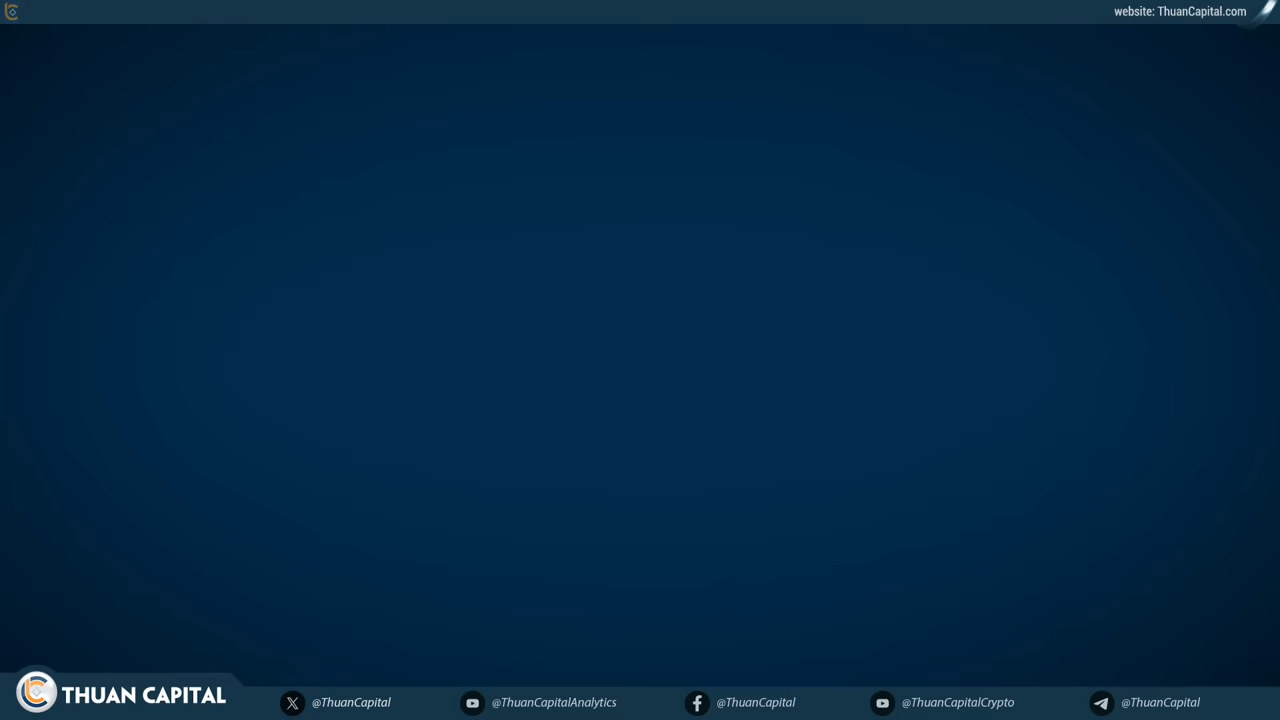 website: ThuanCapital.com
THUAN CAPITAL
@ThuanCapital
@ThuanCapitalAnalytics
@ThuanCapital
@ThuanCapitalCrypto
@ThuanCapital